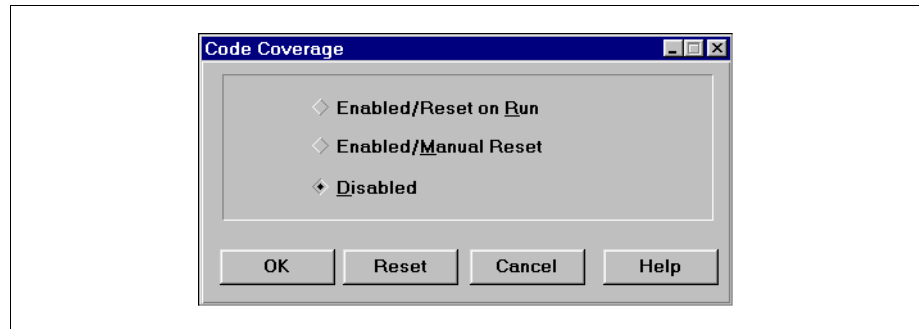 Code Coverage
Enabled/Reset on Run
Enabled/Manual Reset
Disabled
OK Reset Cancel Help